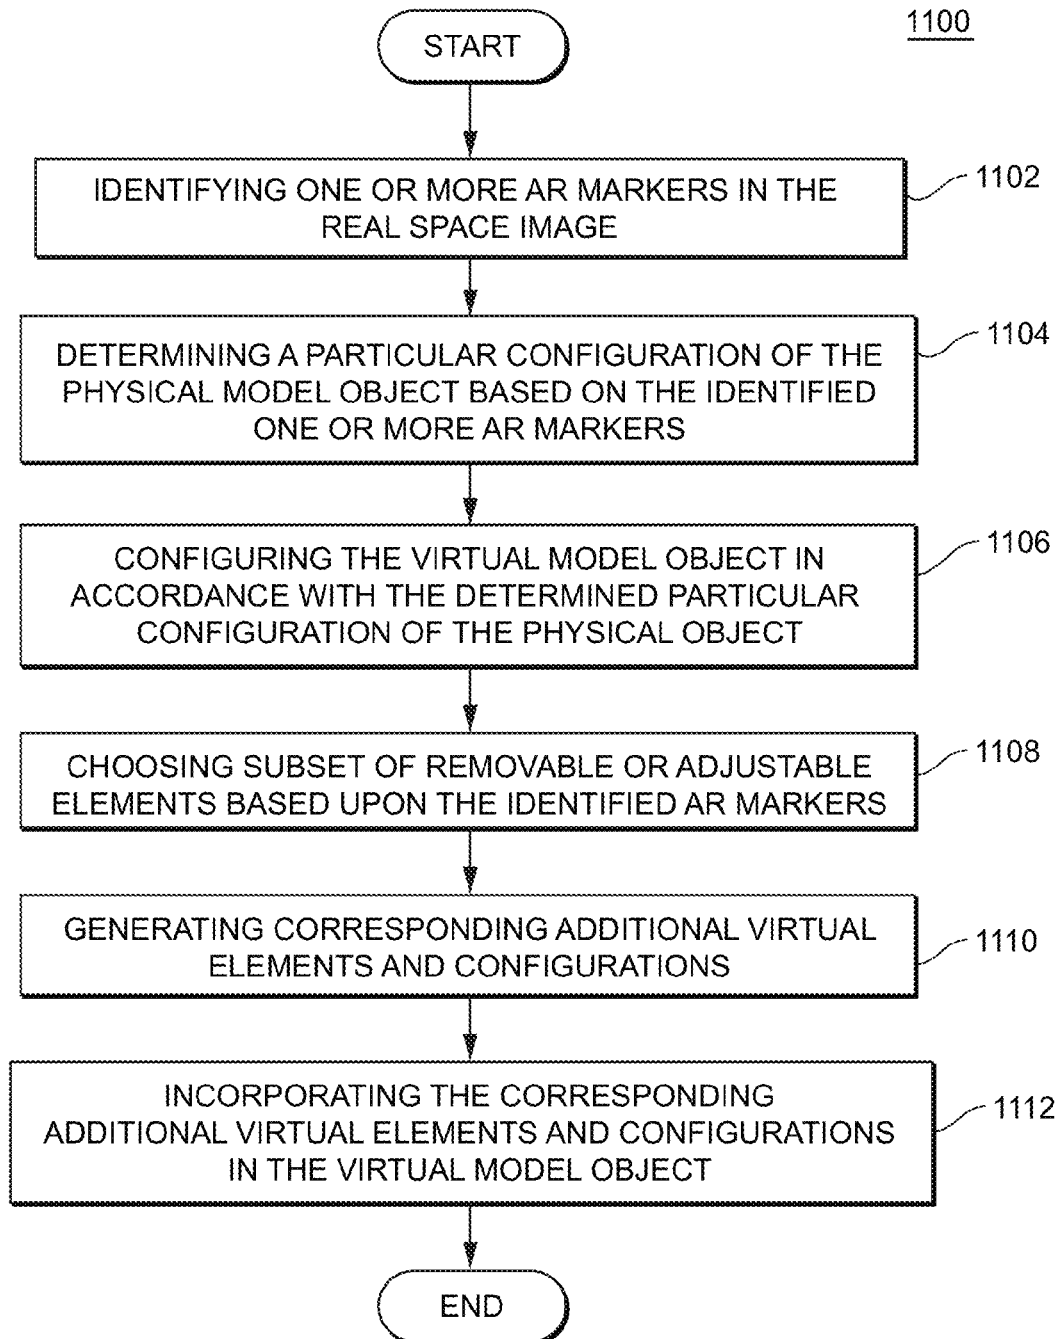 1100
START
IDENTIFYING ONE OR MORE AR MARKERS IN THE
REAL SPACE IMAGE
1102
DETERMINING A PARTICULAR CONFIGURATION OF THE
PHYSICAL MODEL OBJECT BASED ON THE IDENTIFIED
ONE OR MORE AR MARKERS
1104
CONFIGURING THE VIRTUAL MODEL OBJECT IN
ACCORDANCE WITH THE DETERMINED PARTICULAR
CONFIGURATION OF THE PHYSICAL OBJECT
1106
CHOOSING SUBSET OF REMOVABLE OR ADJUSTABLE
ELEMENTS BASED UPON THE IDENTIFIED AR MARKERS
1108
GENERATING CORRESPONDING ADDITIONAL VIRTUAL
ELEMENTS AND CONFIGURATIONS
1110
INCORPORATING THE CORRESPONDING
ADDITIONAL VIRTUAL ELEMENTS AND CONFIGURATIONS
IN THE VIRTUAL MODEL OBJECT
1112
END